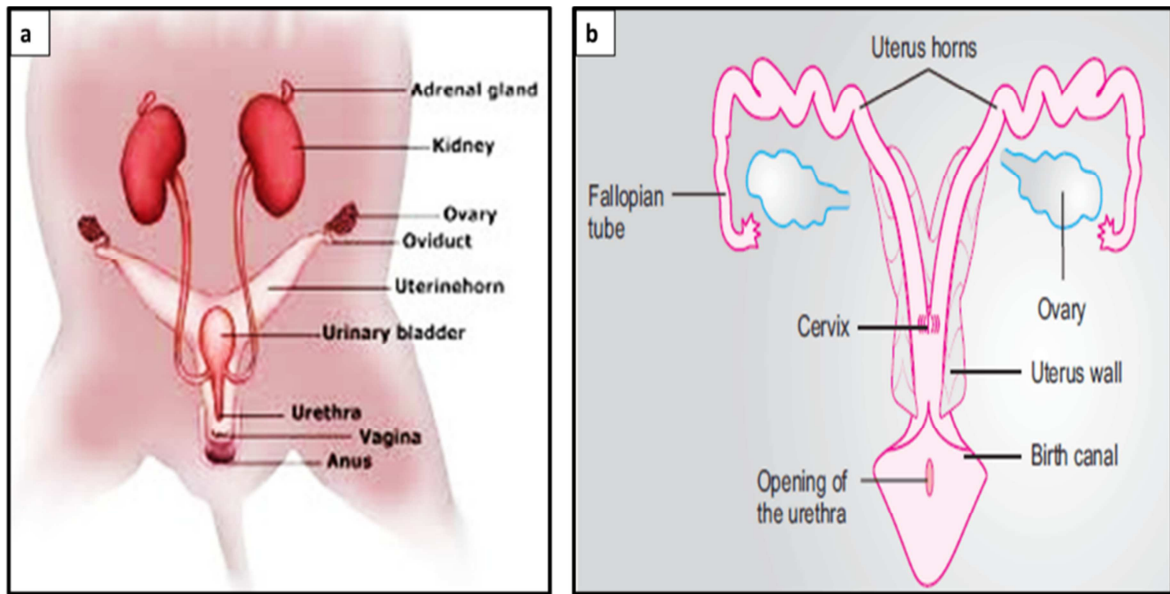 a
Adrenal gland
Kidney
Ovary
Oviduct
Uterinehorn
Urinary bladder
Urethra
Vagina
Anus
b
Uterus horns
Fallopian
tube
Ovary
Cervix
Uterus wall
Birth canal
Opening of
the urethra